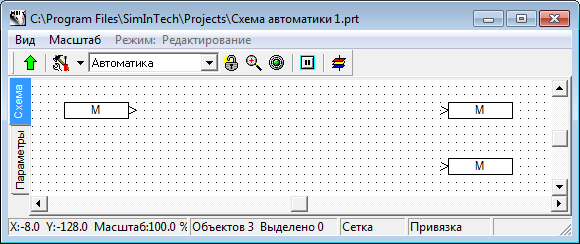 C:\Program Files\SimInTech\Projects\Схема автоматики 1.prt
Вид Масштаб Режим: Редактирование
Автоматика
Схема
Параметры
M
M
M
X:-8.0 Y:-128.0 Масштаб:100.0 % Объектов 3 Выделено 0 Сетка Привязка